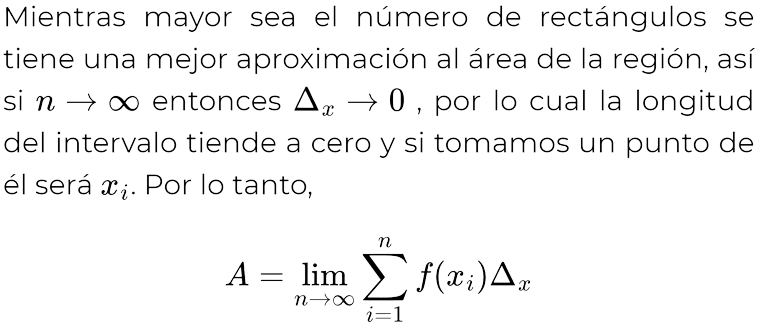 Mientras mayor sea el número de rectángulos se
tiene una mejor aproximación al área de la región, así
si n → ∞ entonces Δₓ → 0 , por lo cual la longitud
del intervalo tiende a cero y si tomamos un punto de
él será xᵢ. Por lo tanto,
A = lim_{n→∞} ∑_{i=1}^{n} f(xᵢ)Δₓ